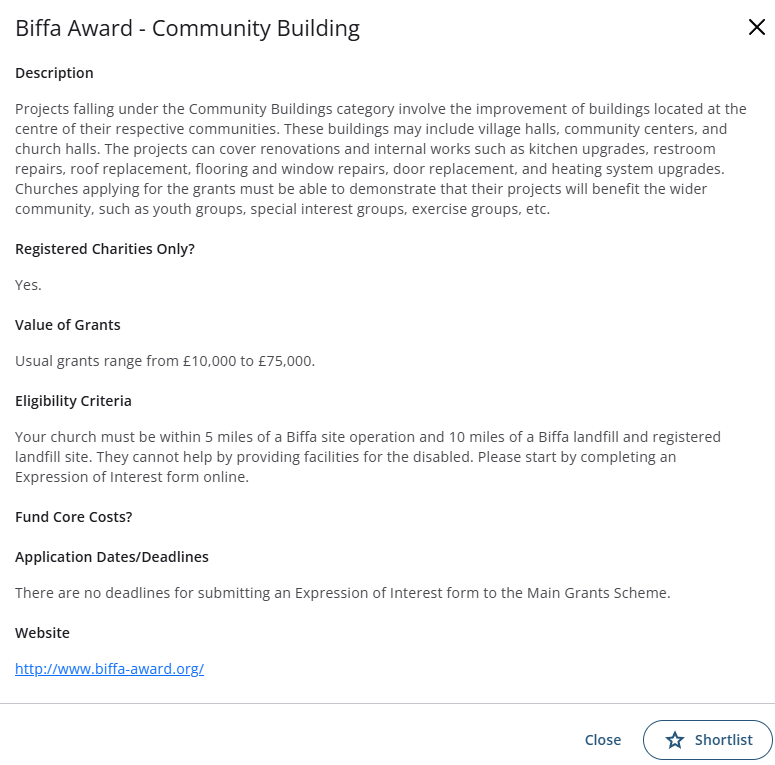 Biffa Award - Community Building
Description
Projects falling under the Community Buildings category involve the improvement of buildings located at the
centre of their respective communities. These buildings may include village halls, community centers, and
church halls. The projects can cover renovations and internal works such as kitchen upgrades, restroom
repairs, roof replacement, flooring and window repairs, door replacement, and heating system upgrades.
Churches applying for the grants must be able to demonstrate that their projects will benefit the wider
community, such as youth groups, special interest groups, exercise groups, etc.
Registered Charities Only?
Yes.
Value of Grants
Usual grants range from £10,000 to £75,000.
Eligibility Criteria
Your church must be within 5 miles of a Biffa site operation and 10 miles of a Biffa landfill and registered
landfill site. They cannot help by providing facilities for the disabled. Please start by completing an
Expression of Interest form online.
Fund Core Costs?
Application Dates/Deadlines
There are no deadlines for submitting an Expression of Interest form to the Main Grants Scheme.
Website
http://www.biffa-award.org/
Close
Shortlist